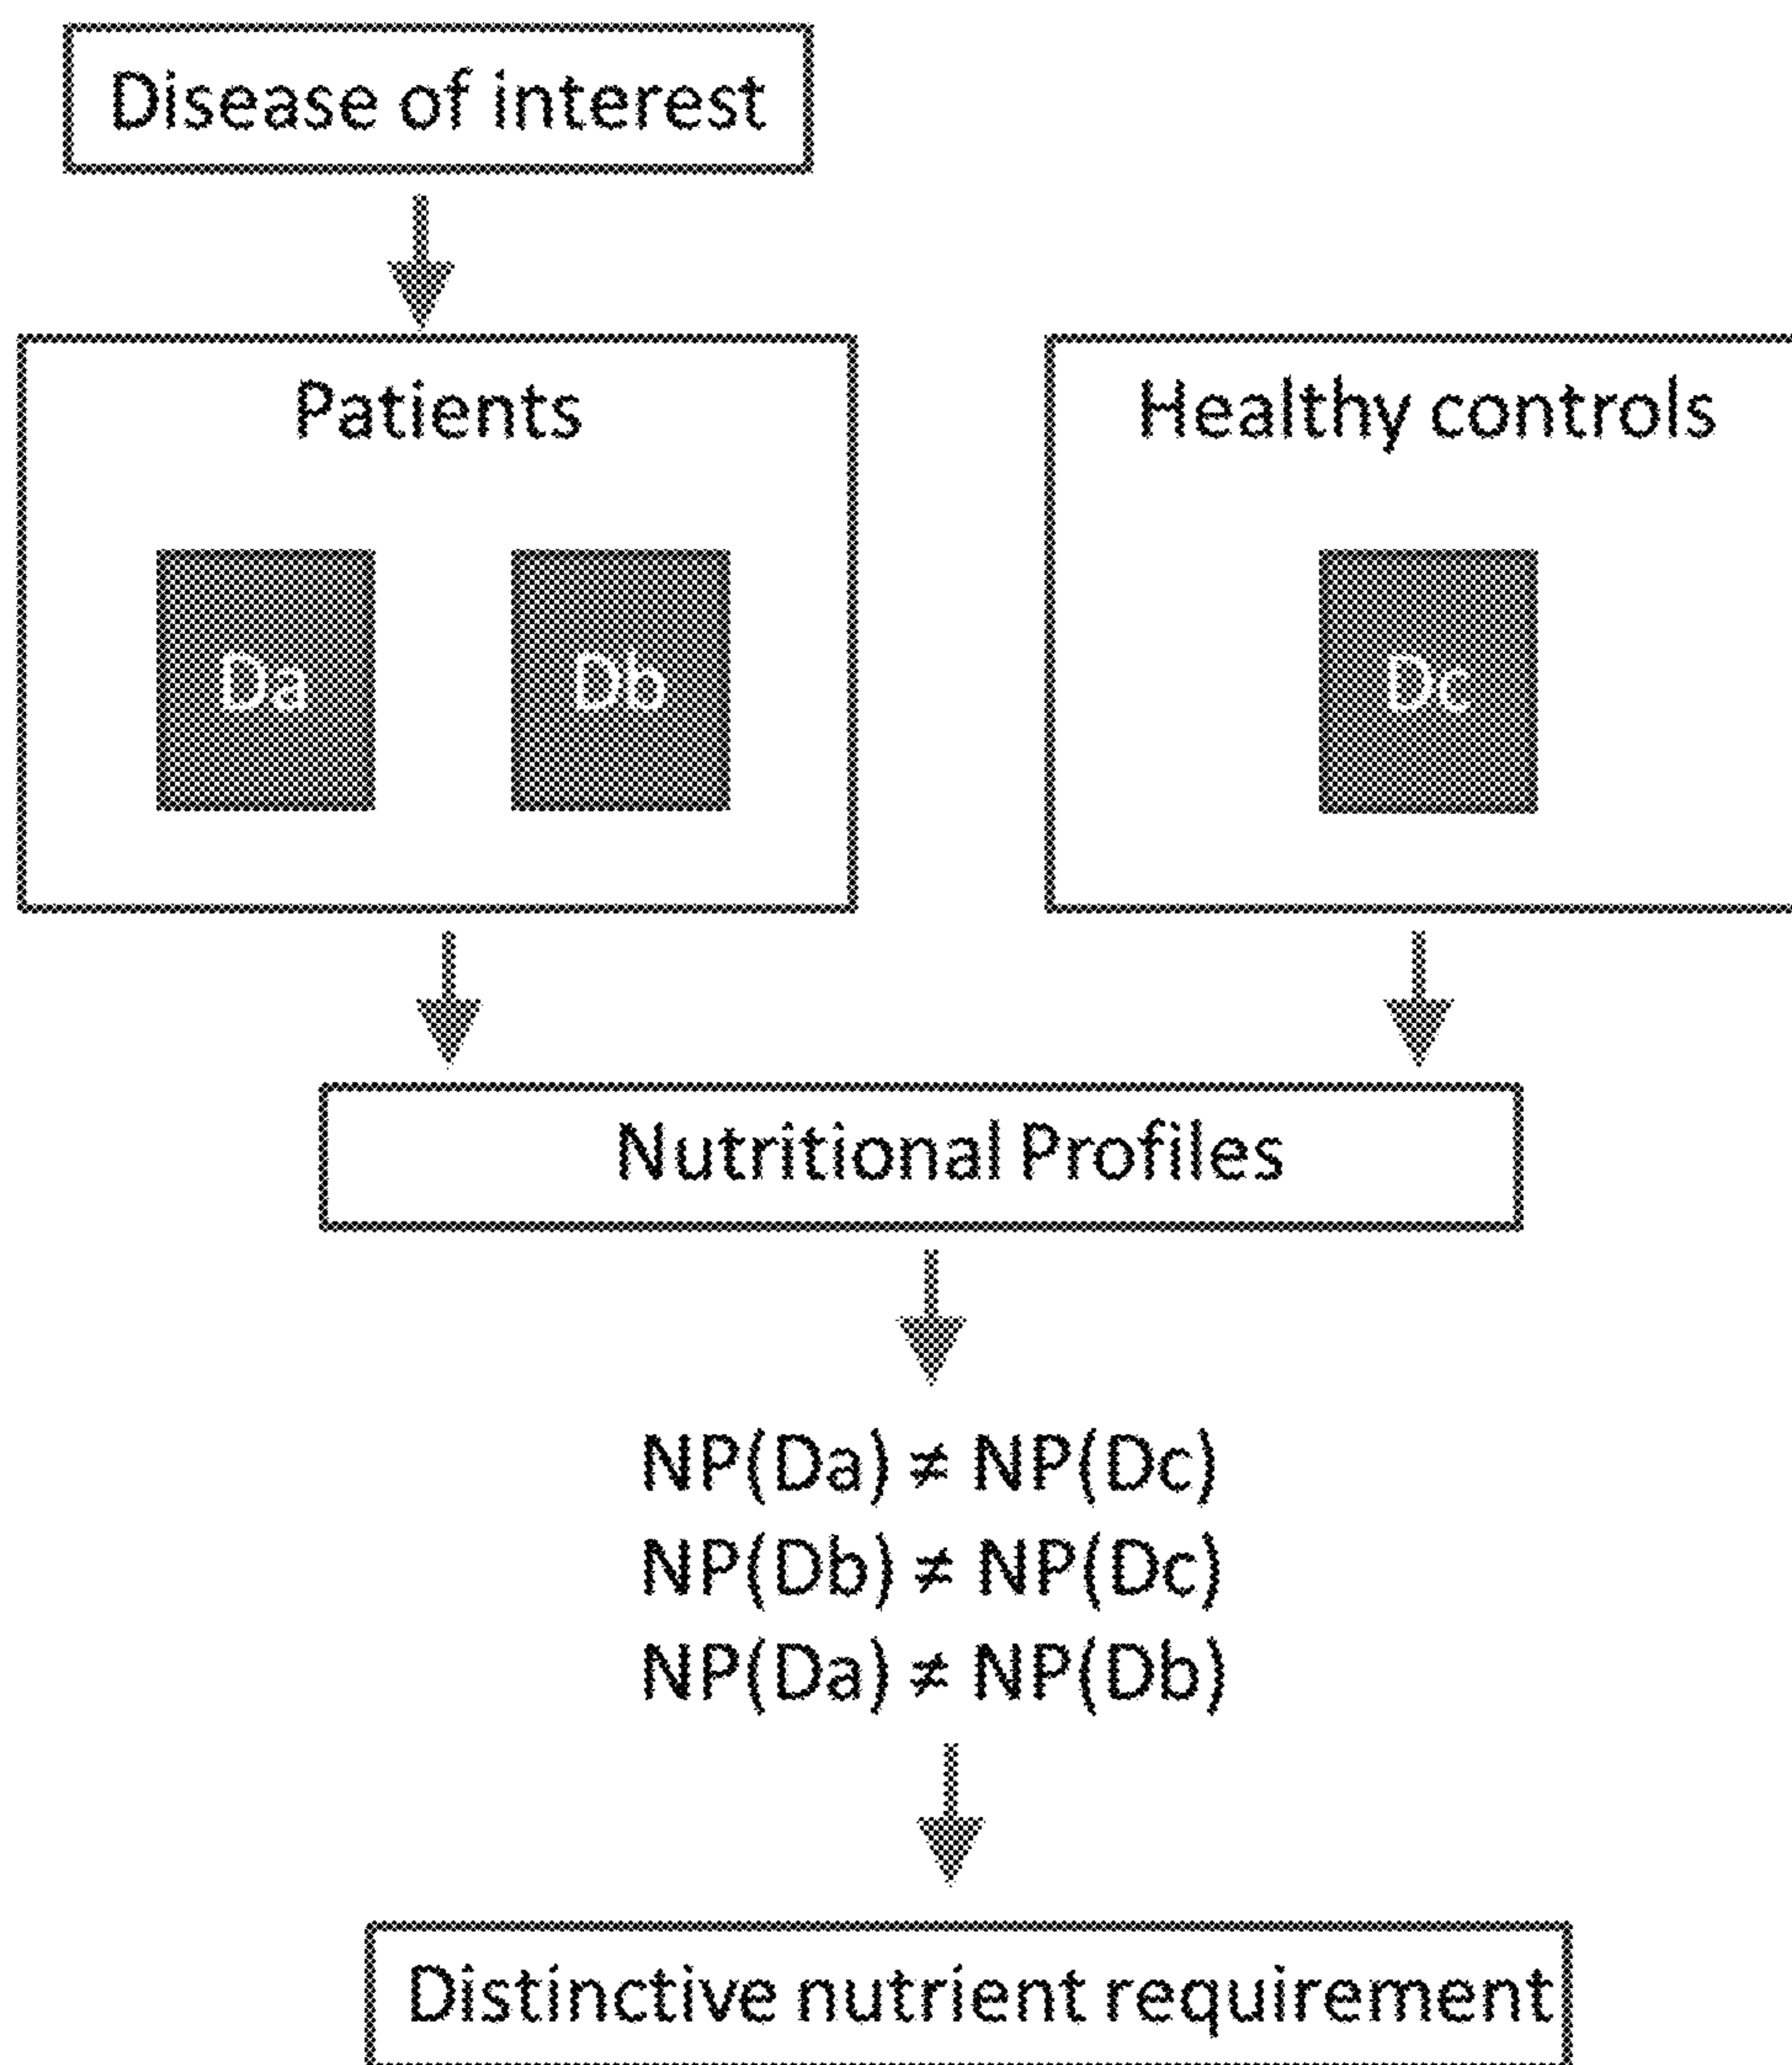 Disease of interest
Patients
Healthy controls
Da
Db
Dc
Nutritional Profiles
NP(Da) ≠ NP(Dc)
NP(Db) ≠ NP(Dc)
NP(Da) ≠ NP(Db)
Distinctive nutrient requirement